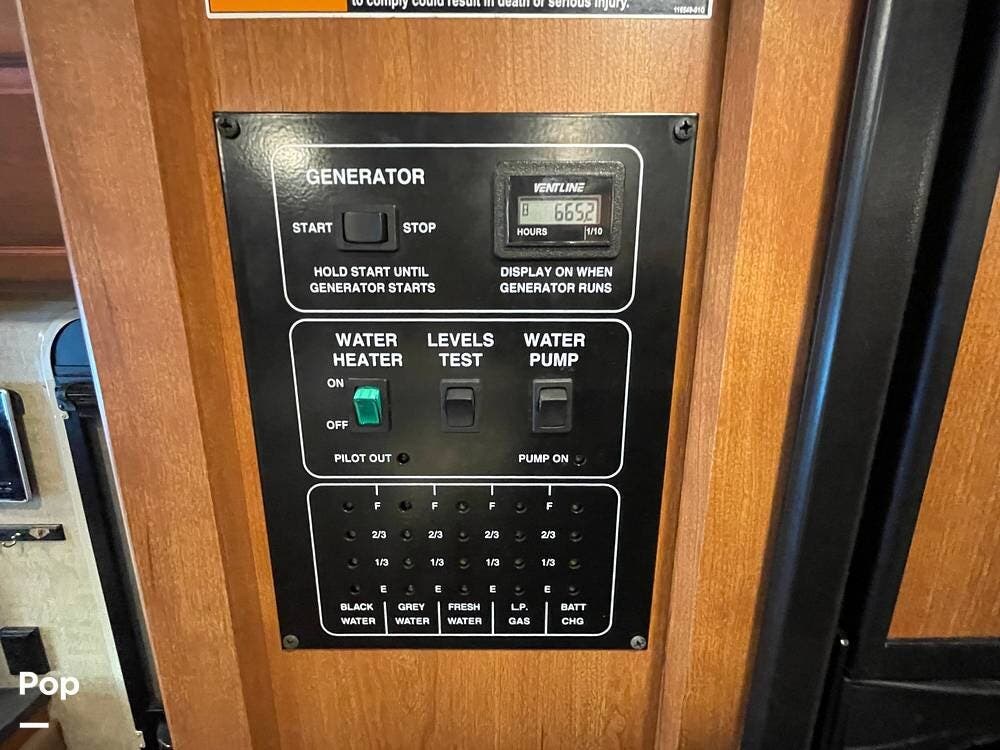 to comply could result in death or serious injury.
GENERATOR
VENTLINE
665.2
HOURS 1/10
START STOP
HOLD START UNTIL
GENERATOR STARTS
DISPLAY ON WHEN
GENERATOR RUNS
WATER
HEATER
LEVELS
TEST
WATER
PUMP
ON
OFF
PILOT OUT
PUMP ON
F F F F
2/3 2/3 2/3 2/3
1/3 1/3 1/3 1/3
E E E E
BLACK
WATER
GREY
WATER
FRESH
WATER
L.P.
GAS
BATT
CHG
Pop